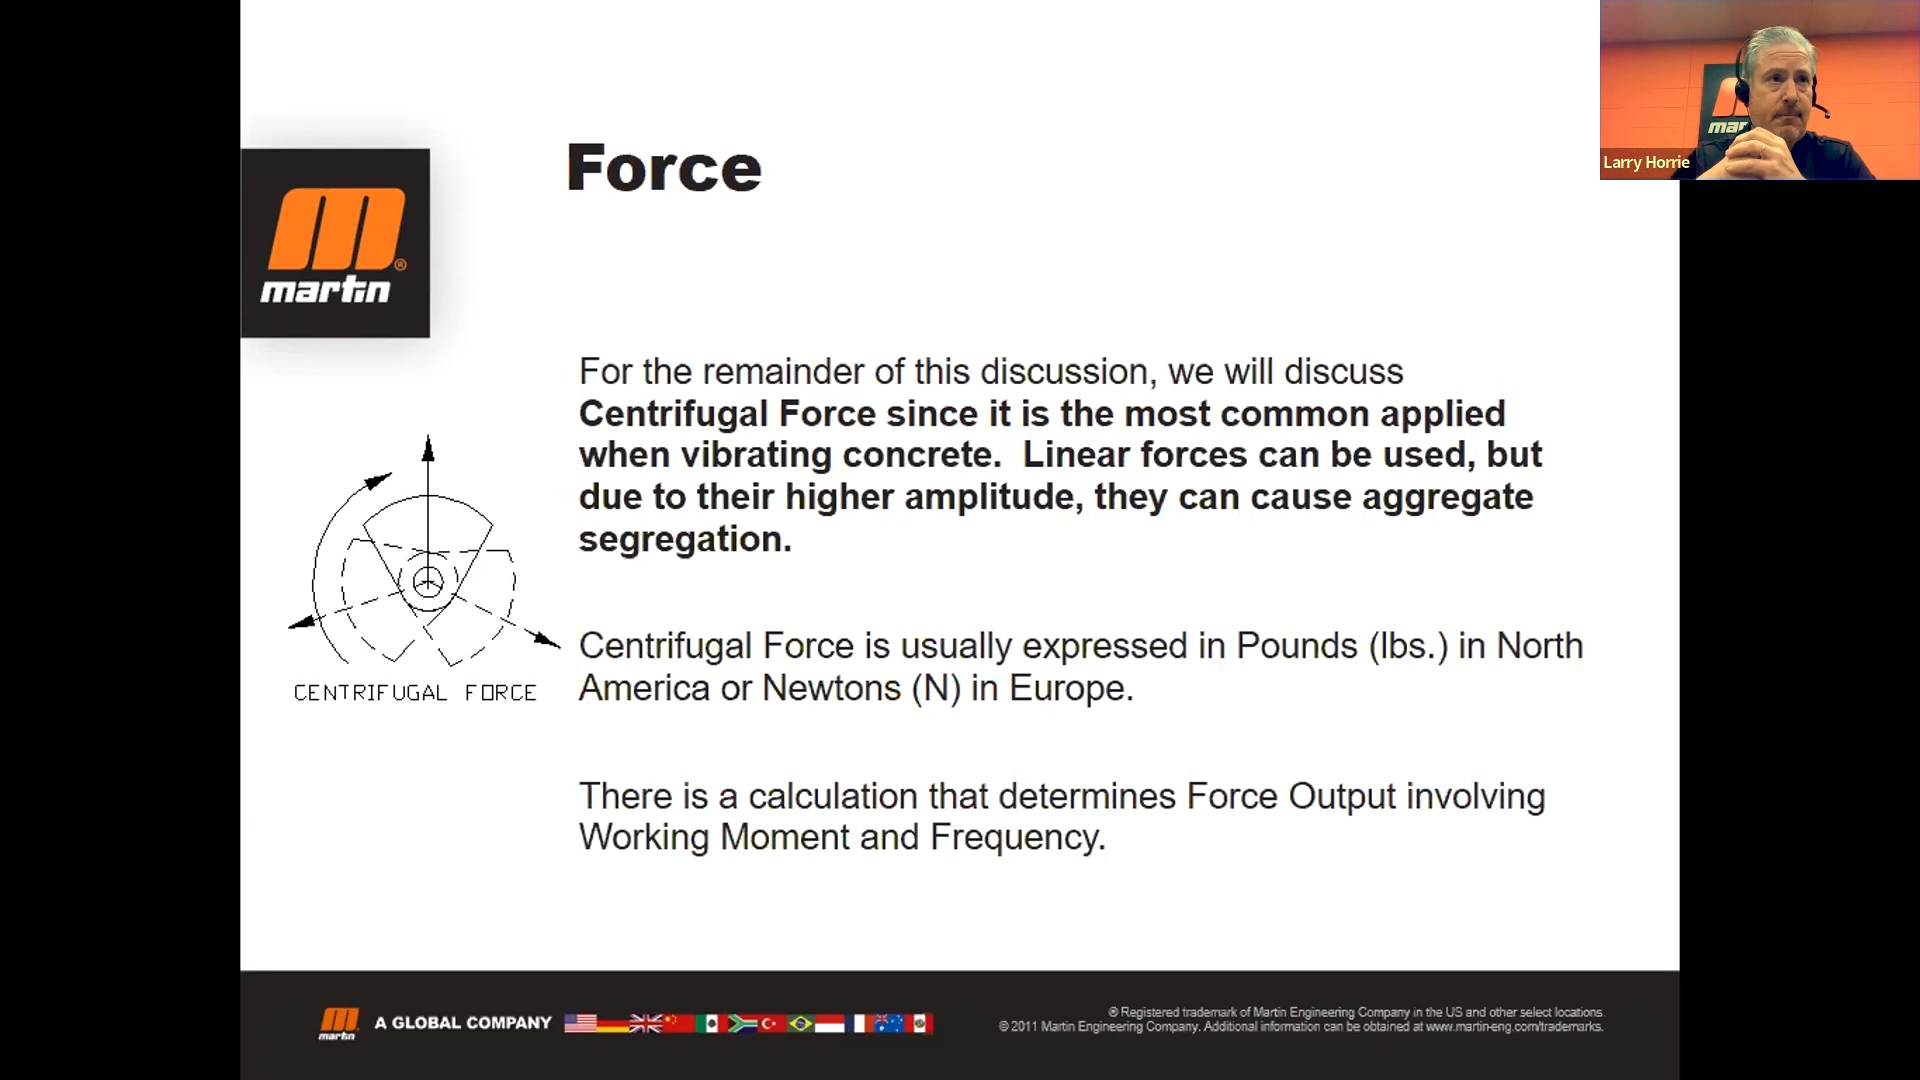 Force
martin
For the remainder of this discussion, we will discuss
Centrifugal Force since it is the most common applied
when vibrating concrete.  Linear forces can be used, but
due to their higher amplitude, they can cause aggregate
segregation.
Centrifugal Force is usually expressed in Pounds (lbs.) in North
America or Newtons (N) in Europe.
CENTRIFUGAL FORCE
There is a calculation that determines Force Output involving
Working Moment and Frequency.
martin
A GLOBAL COMPANY
® Registered trademark of Martin Engineering Company in the US and other select locations.
© 2011 Martin Engineering Company. Additional information can be obtained at www.martin-eng.com/trademarks.
mar
Larry Horrie